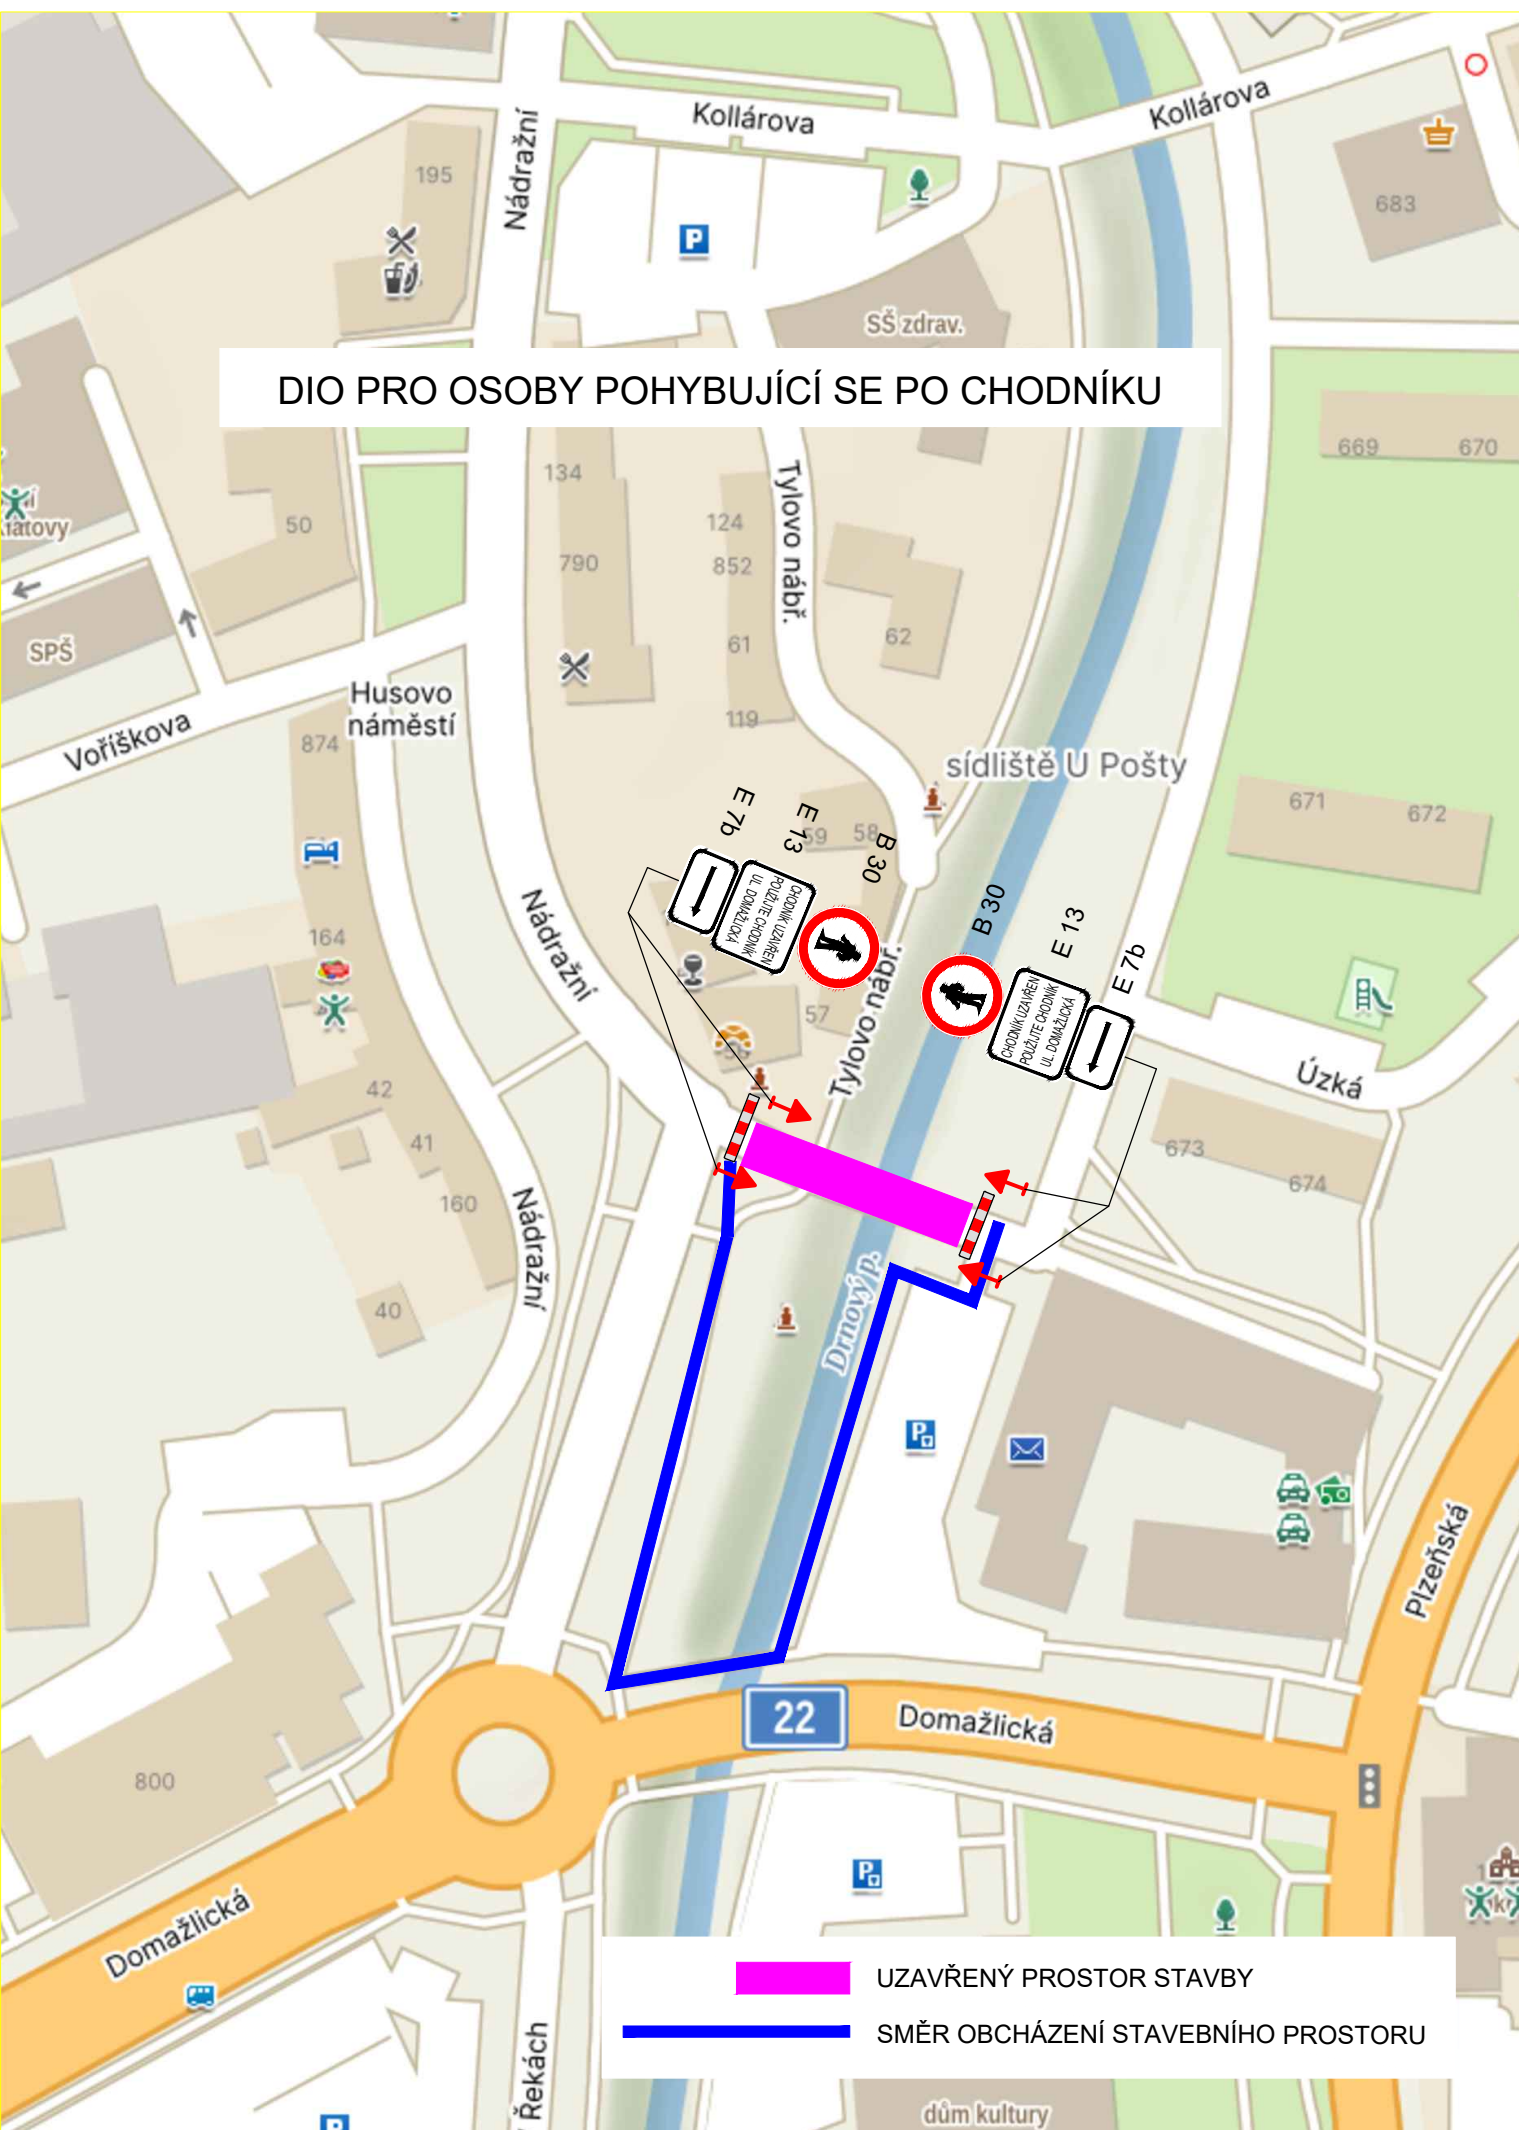 Kollárova
Kollárova
Nádražní
195
683
P
SŠ zdrav.
DIO PRO OSOBY POHYBUJÍCÍ SE PO CHODNÍKU
669
670
134
Tylovo nábř.
124
50
790
852
61
62
SPŠ
Husovo
náměstí
119
Voříškova
874
sídliště U Pošty
671
672
E 7b
E 13
59
58
B 30
CHODNÍK UZAVŘEN
POUŽIJTE CHODNÍK
UL. DOMAŽLICKÁ
B 30
E 13
E 7b
CHODNÍK UZAVŘEN
POUŽIJTE CHODNÍK
UL. DOMAŽLICKÁ
164
Nádražní
57
Tylovo nábř.
Úzká
42
41
673
674
160
Nádražní
40
Drnový p.
P
Plzeňská
22
Domažlická
800
P
Domažlická
UZAVŘENÝ PROSTOR STAVBY
SMĚR OBCHÁZENÍ STAVEBNÍHO PROSTORU
Řekách
dům kultury